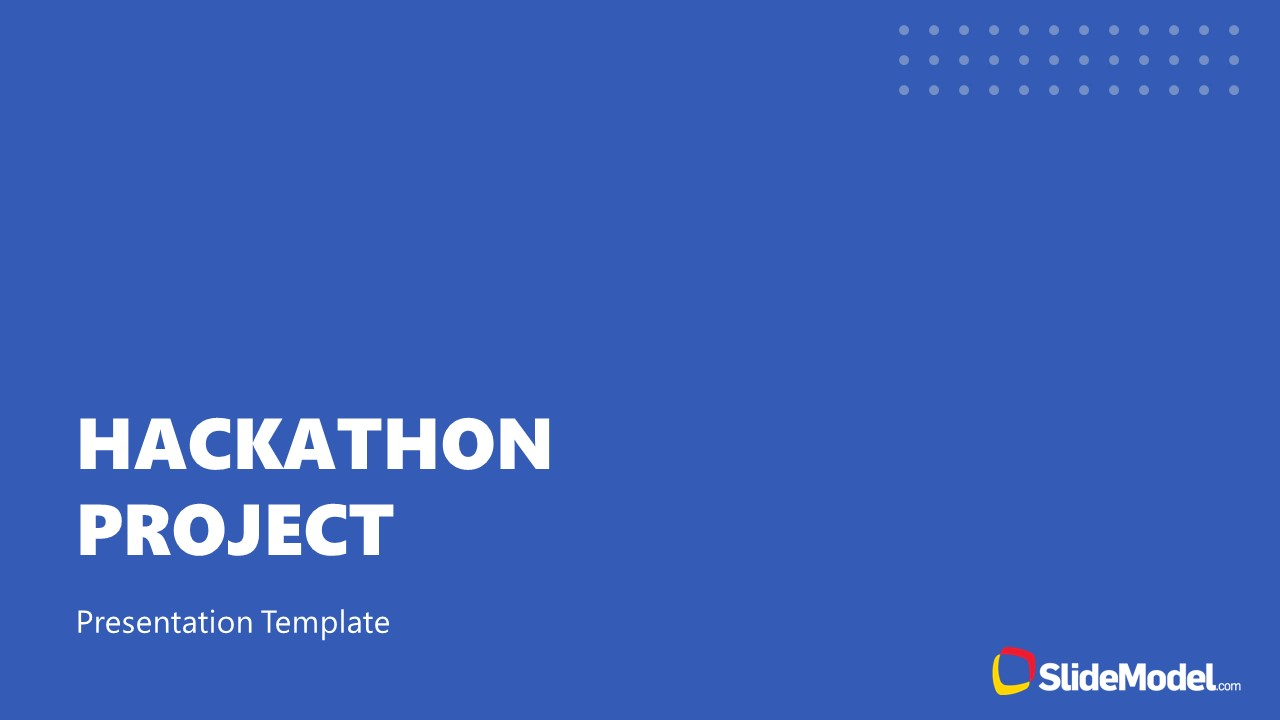 HACKATHON
PROJECT
Presentation Template
SlideModel.com